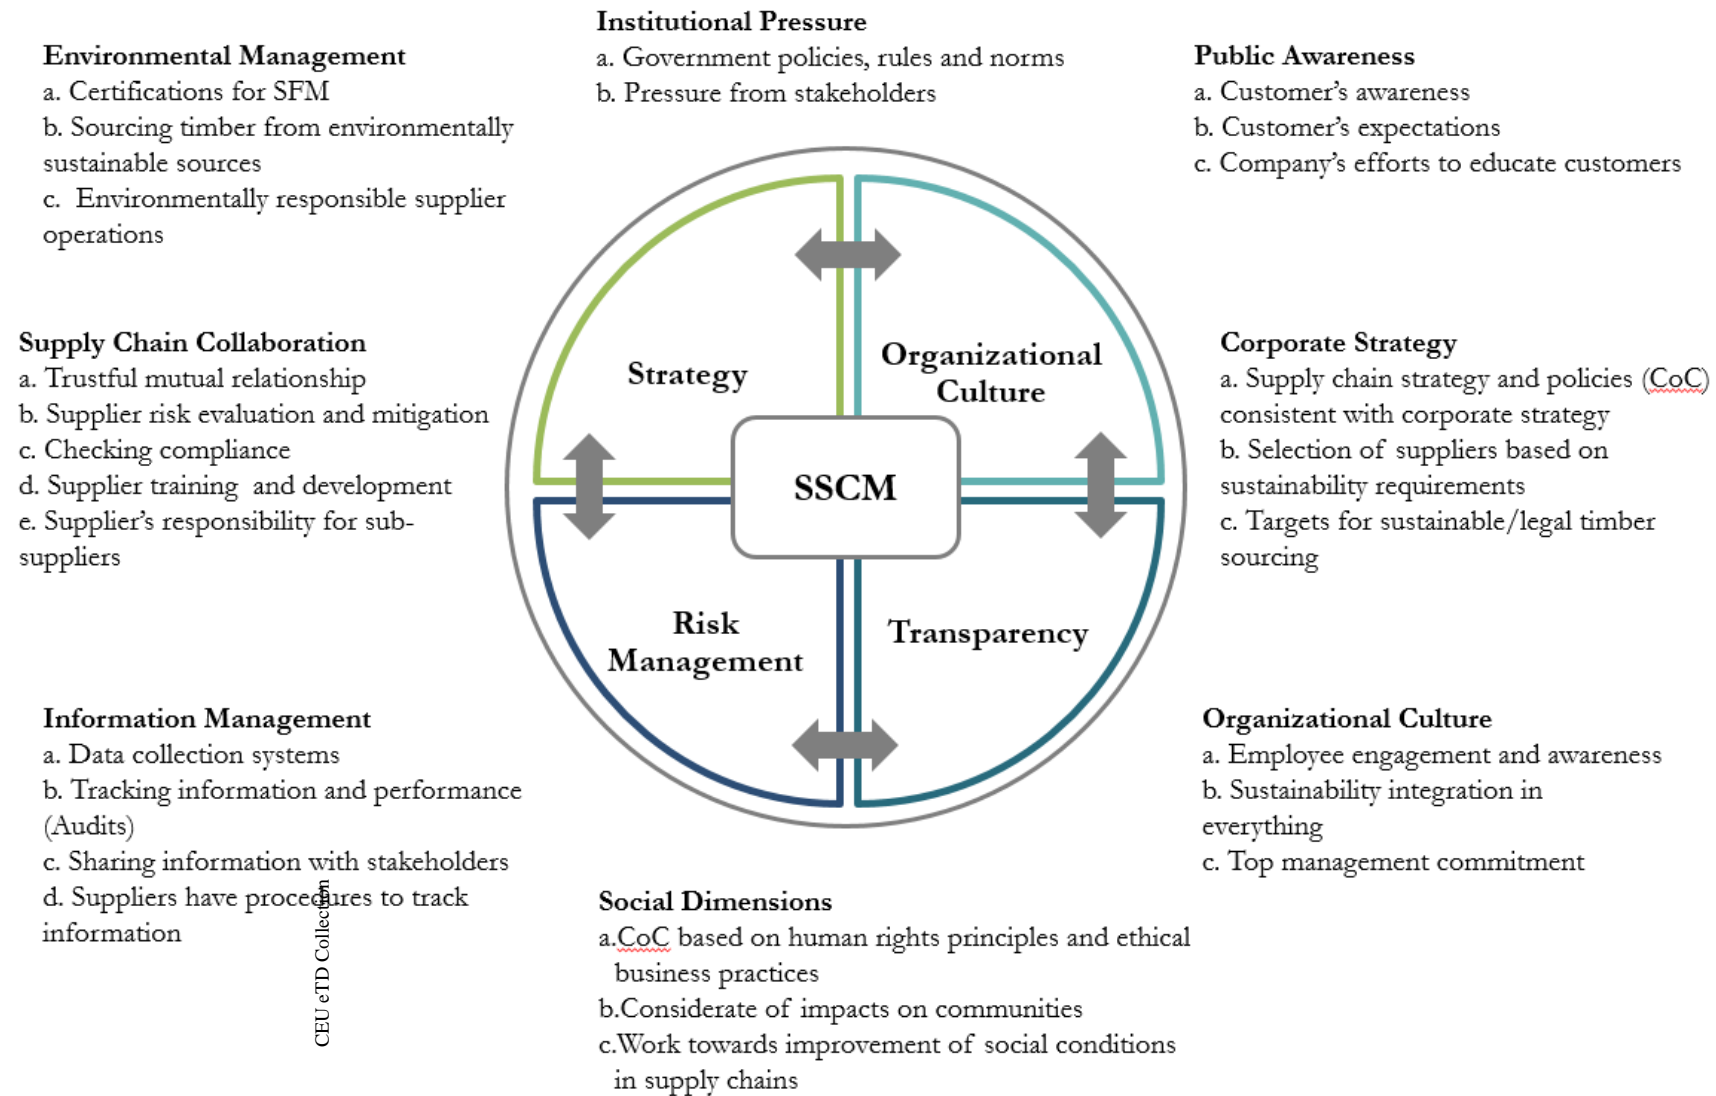 Institutional Pressure
a. Government policies, rules and norms
b. Pressure from stakeholders
Environmental Management
a. Certifications for SFM
b. Sourcing timber from environmentally
sustainable sources
c.  Environmentally responsible supplier
operations
Public Awareness
a. Customer’s awareness
b. Customer’s expectations
c. Company’s efforts to educate customers
Supply Chain Collaboration
a. Trustful mutual relationship
b. Supplier risk evaluation and mitigation
c. Checking compliance
d. Supplier training  and development
e. Supplier’s responsibility for sub-
suppliers
Strategy
Organizational
Culture
SSCM
Risk
Management
Transparency
Corporate Strategy
a. Supply chain strategy and policies (CoC)
consistent with corporate strategy
b. Selection of suppliers based on
sustainability requirements
c. Targets for sustainable/legal timber
sourcing
Information Management
a. Data collection systems
b. Tracking information and performance
(Audits)
c. Sharing information with stakeholders
d. Suppliers have procedures to track
information
CEU eTD Collection
Organizational Culture
a. Employee engagement and awareness
b. Sustainability integration in
everything
c. Top management commitment
Social Dimensions
a.CoC based on human rights principles and ethical
business practices
b.Considerate of impacts on communities
c.Work towards improvement of social conditions
in supply chains